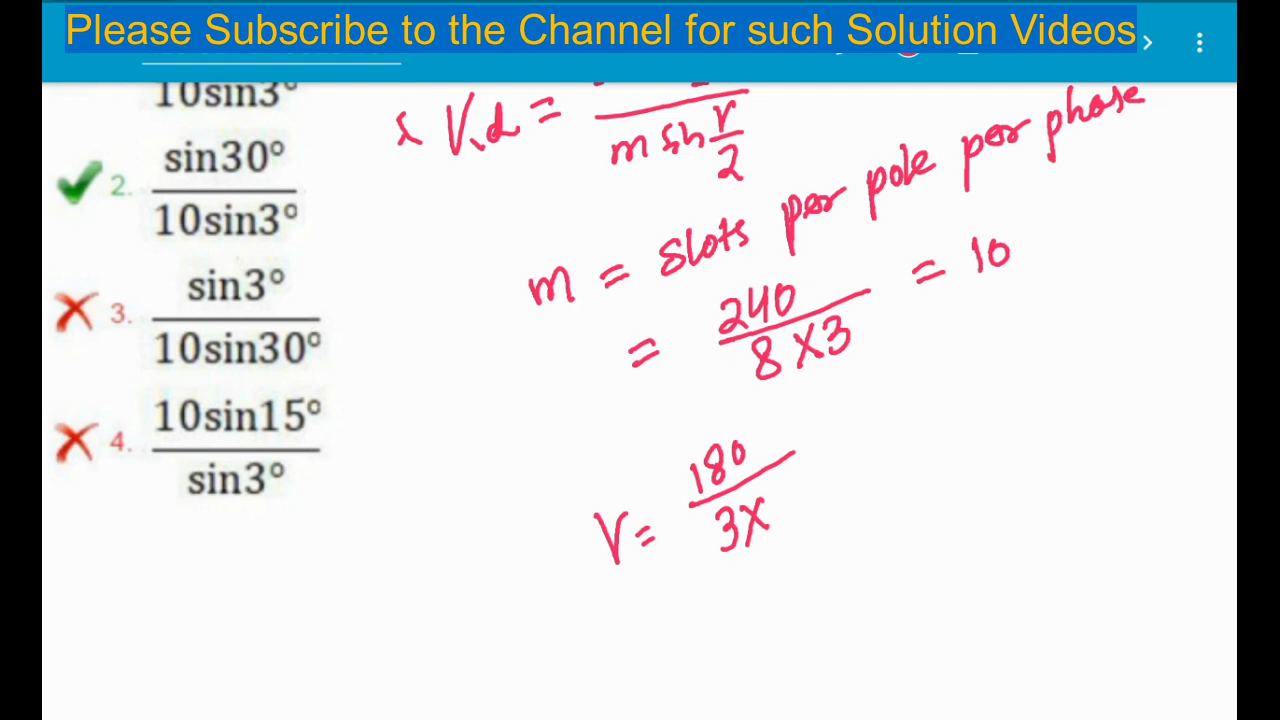 Please Subscribe to the Channel for such Solution Videos
10sin3°
2. sin30°
10sin3°
3. sin3°
10sin30°
4. 10sin15°
sin3°
Kd =
m sin γ/2
m = slots per pole per phase
= 240 / 8 X 3 = 10
γ = 180 / 3 X